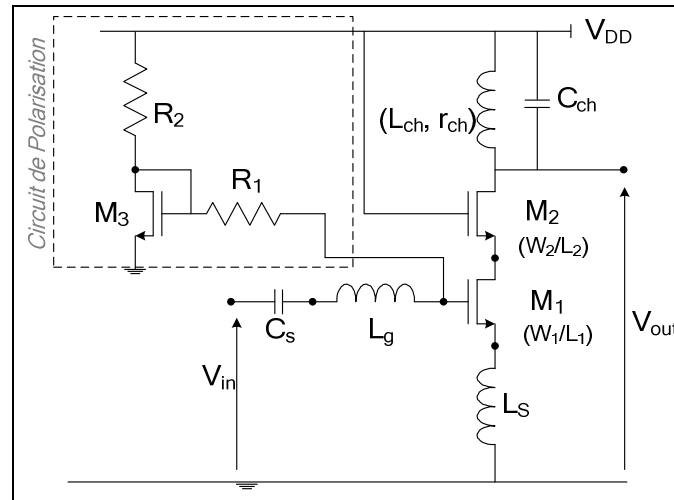 V_DD
C_ch
(L_ch, r_ch)
R_2
Circuit de Polarisation
R_1
M_3
M_2
(W_2/L_2)
M_1
(W_1/L_1)
C_s
L_g
V_out
V_in
L_S